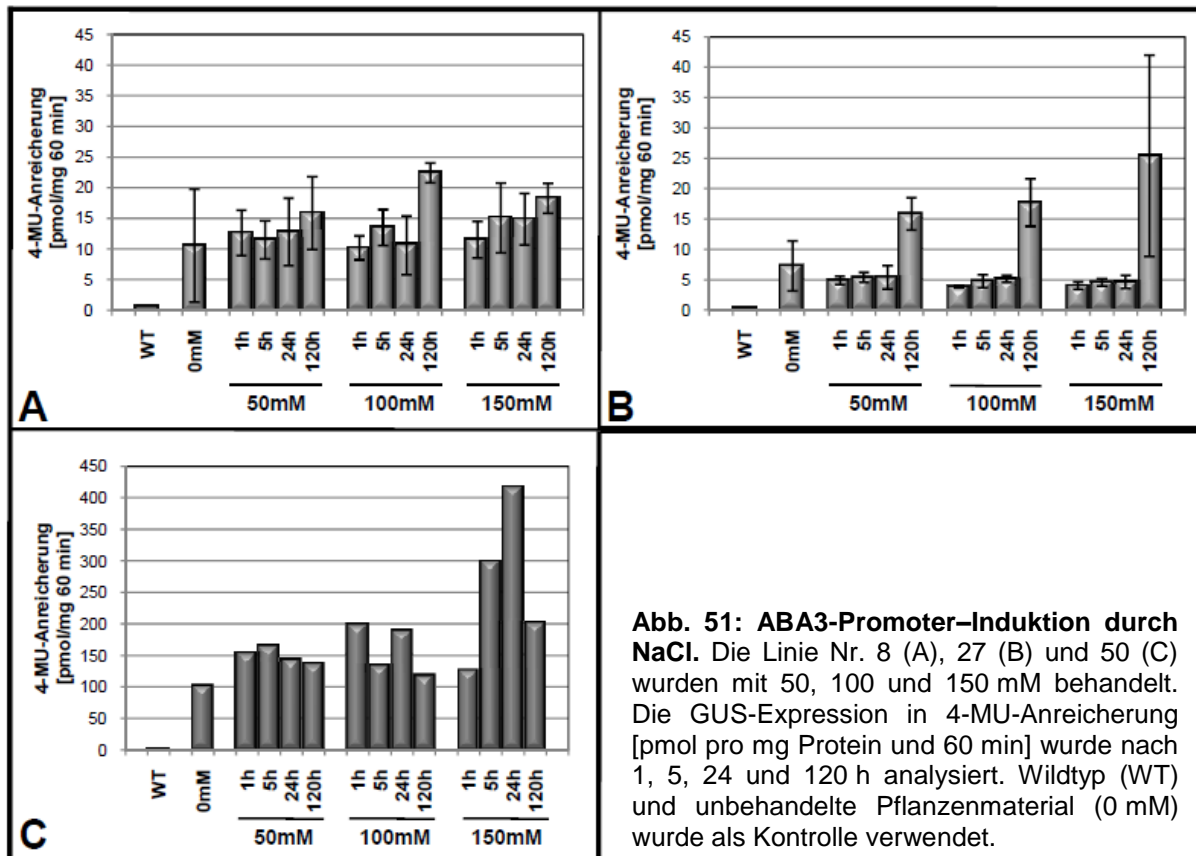 4-MU-Anreicherung
[pmol/mg 60 min]
45
40
35
30
25
20
15
10
5
0
WT
0mM
1h
5h
24h
120h
1h
5h
24h
120h
1h
5h
24h
120h
50mM
100mM
150mM
A
4-MU-Anreicherung
[pmol/mg 60 min]
45
40
35
30
25
20
15
10
5
0
WT
0mM
1h
5h
24h
120h
1h
5h
24h
120h
1h
5h
24h
120h
50mM
100mM
150mM
B
4-MU-Anreicherung
[pmol/mg 60 min]
450
400
350
300
250
200
150
100
50
0
WT
0mM
1h
5h
24h
120h
1h
5h
24h
120h
1h
5h
24h
120h
50mM
100mM
150mM
C
Abb. 51: ABA3-Promoter–Induktion durch
NaCl. Die Linie Nr. 8 (A), 27 (B) und 50 (C)
wurden mit 50, 100 und 150 mM behandelt.
Die GUS-Expression in 4-MU-Anreicherung
[pmol pro mg Protein und 60 min] wurde nach
1, 5, 24 und 120 h analysiert. Wildtyp (WT)
und unbehandelte Pflanzenmaterial (0 mM)
wurde als Kontrolle verwendet.